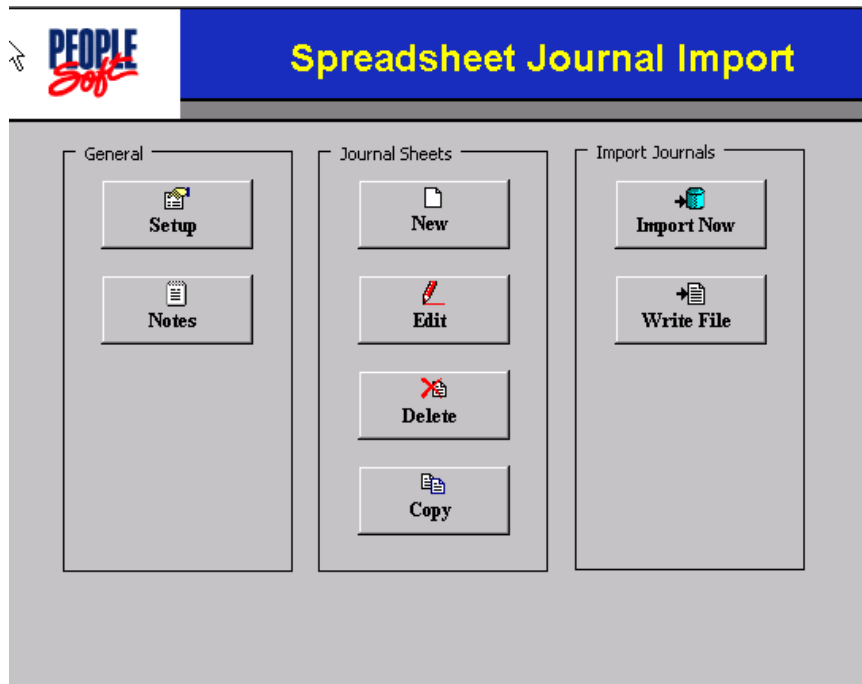 PEOPLE
Soft
Spreadsheet Journal Import
General
Setup
Notes
Journal Sheets
New
Edit
Delete
Copy
Import Journals
Import Now
Write File